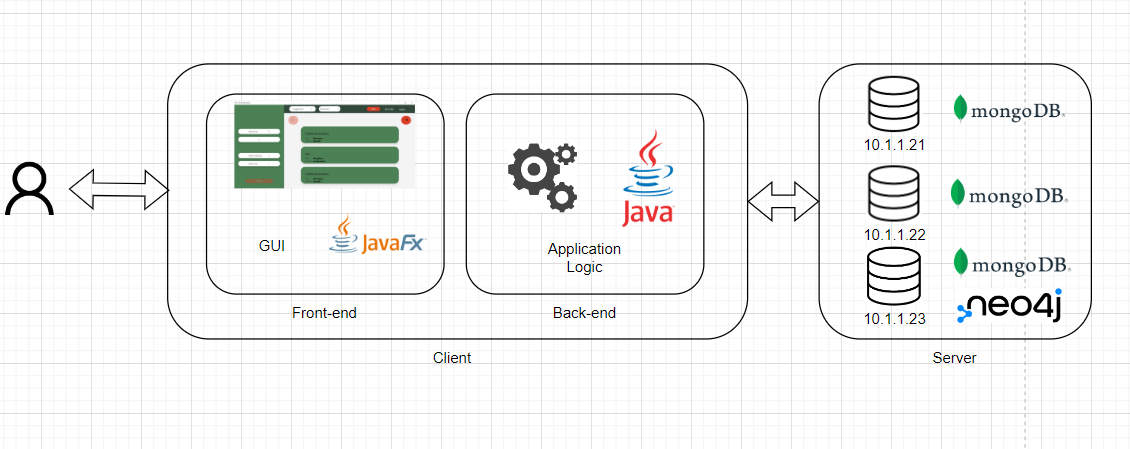 GUI
JavaFx
Front-end
Application
Logic
Java
Back-end
Client
mongoDB®
10.1.1.21
mongoDB®
10.1.1.22
mongoDB®
10.1.1.23
neo4j
Server